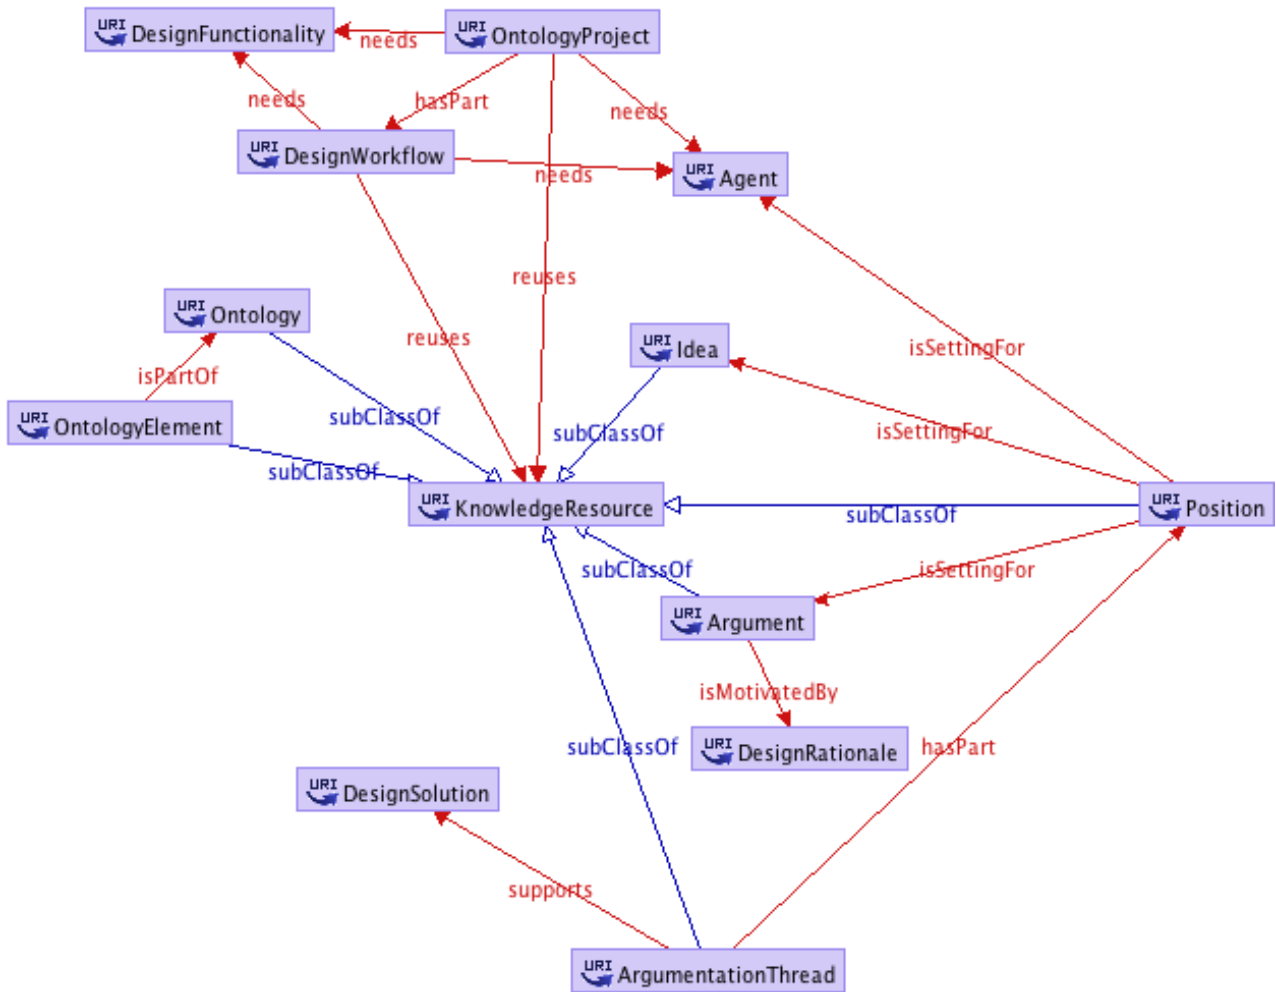 URI DesignFunctionality
needs
URI OntologyProject
needs
hasPart
needs
URI DesignWorkflow
needs
URI Agent
reuses
URI Ontology
reuses
URI Idea
isSettingFor
isPartOf
URI OntologyElement
subClassOf
subClassOf
isSettingFor
subClassOf
URI KnowledgeResource
subClassOf
URI Position
subClassOf
isSettingFor
URI Argument
isMotivatedBy
subClassOf
URI DesignRationale
hasPart
URI DesignSolution
supports
URI ArgumentationThread